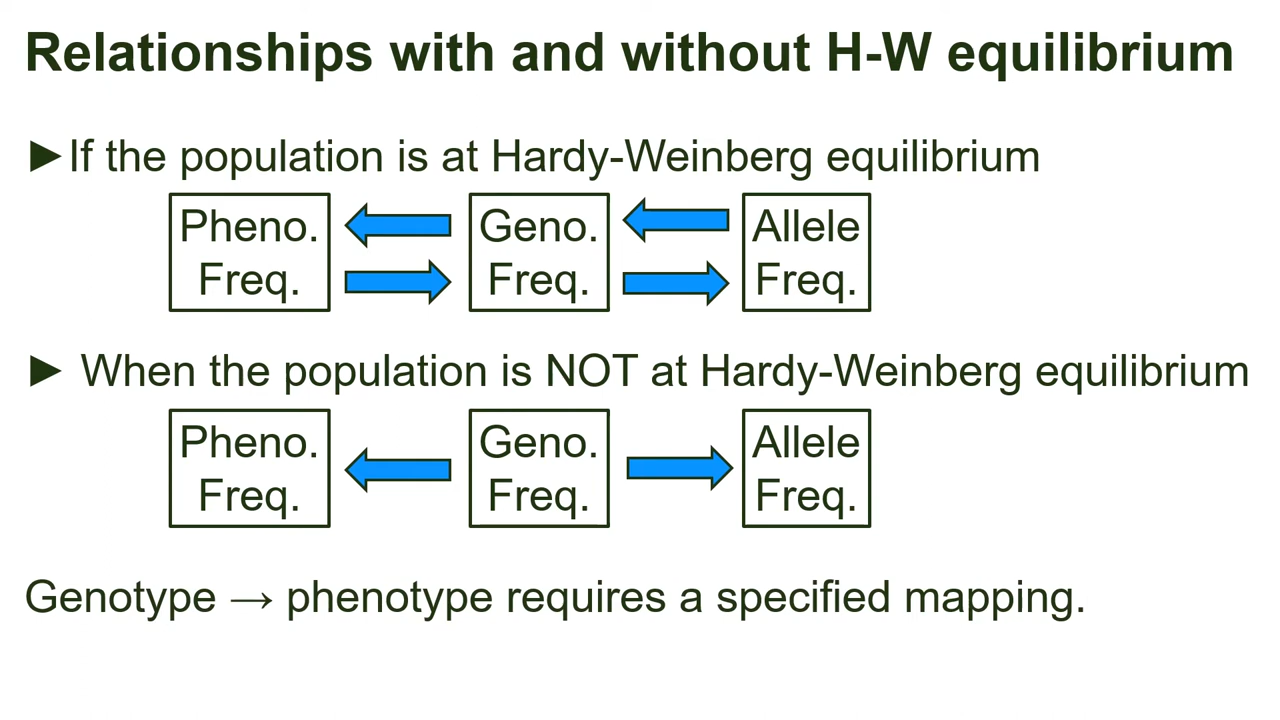 Relationships with and without H-W equilibrium
►If the population is at Hardy-Weinberg equilibrium
Pheno. Geno. Allele
Freq. Freq. Freq.
► When the population is NOT at Hardy-Weinberg equilibrium
Pheno. Geno. Allele
Freq. Freq. Freq.
Genotype → phenotype requires a specified mapping.